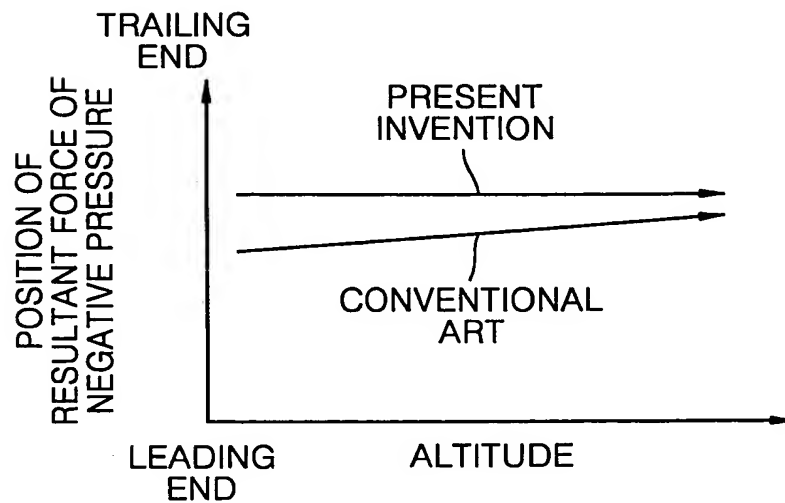 TRAILING
END
POSITION OF
RESULTANT FORCE OF
NEGATIVE PRESSURE
PRESENT
INVENTION
CONVENTIONAL
ART
LEADING
END
ALTITUDE